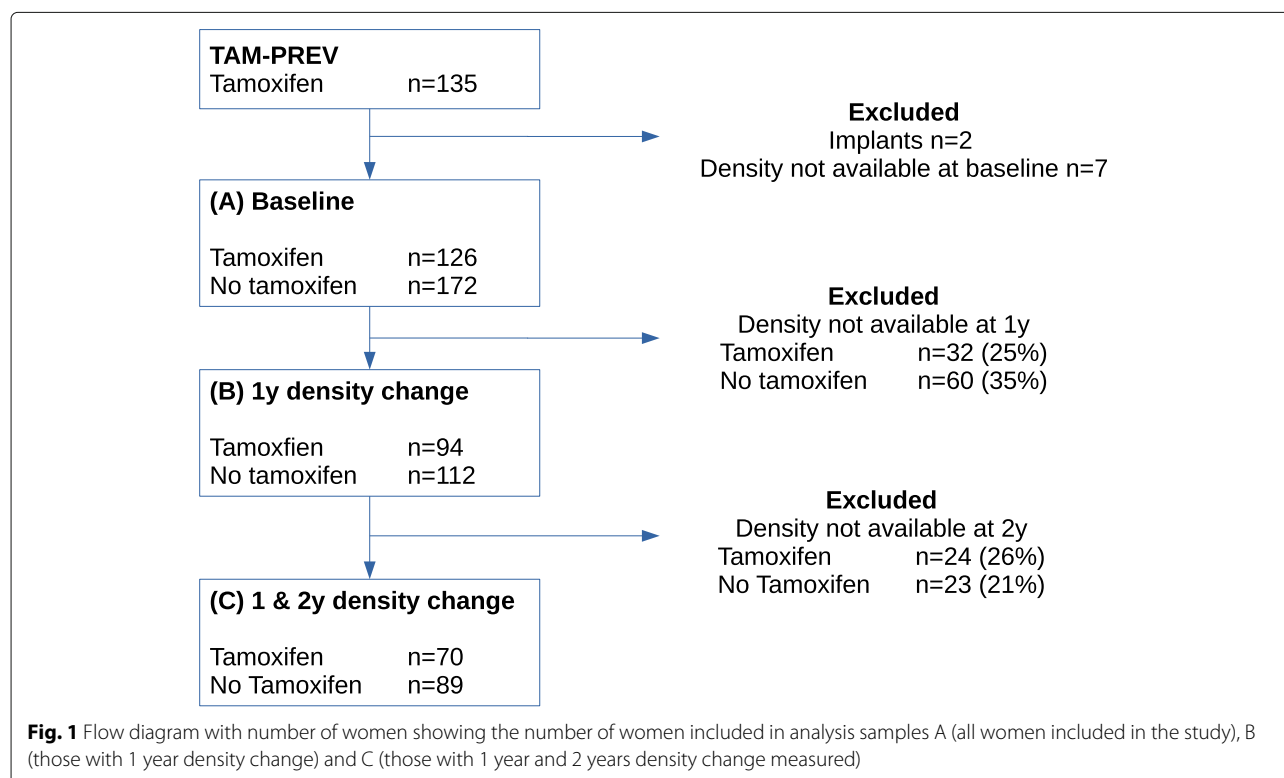 TAM-PREV
Tamoxifen n=135
Excluded
Implants n=2
Density not available at baseline n=7
(A) Baseline
Tamoxifen n=126
No tamoxifen n=172
Excluded
Density not available at 1y
Tamoxifen n=32 (25%)
No tamoxifen n=60 (35%)
(B) 1y density change
Tamoxfien n=94
No tamoxifen n=112
Excluded
Density not available at 2y
Tamoxifen n=24 (26%)
No Tamoxifen n=23 (21%)
(C) 1 & 2y density change
Tamoxifen n=70
No Tamoxifen n=89
Fig. 1 Flow diagram with number of women showing the number of women included in analysis samples A (all women included in the study), B
(those with 1 year density change) and C (those with 1 year and 2 years density change measured)